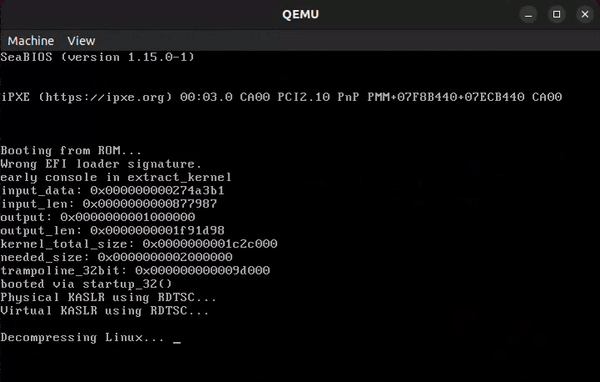 QEMU
Machine View
SeaBIOS (version 1.15.0-1)
iPXE (https://ipxe.org) 00:03.0 CA00 PCI2.10 PnP PMM+07F8B440+07ECB440 CA00
Booting from ROM...
Wrong EFI loader signature.
early console in extract_kernel
input_data: 0x000000000274a3b1
input_len: 0x0000000000877987
output: 0x0000000001000000
output_len: 0x0000000001f91d98
kernel_total_size: 0x0000000001c2c000
needed_size: 0x0000000002000000
trampoline_32bit: 0x000000000009d000
booted via startup_32()
Physical KASLR using RDTSC...
Virtual KASLR using RDTSC...
Decompressing Linux... _